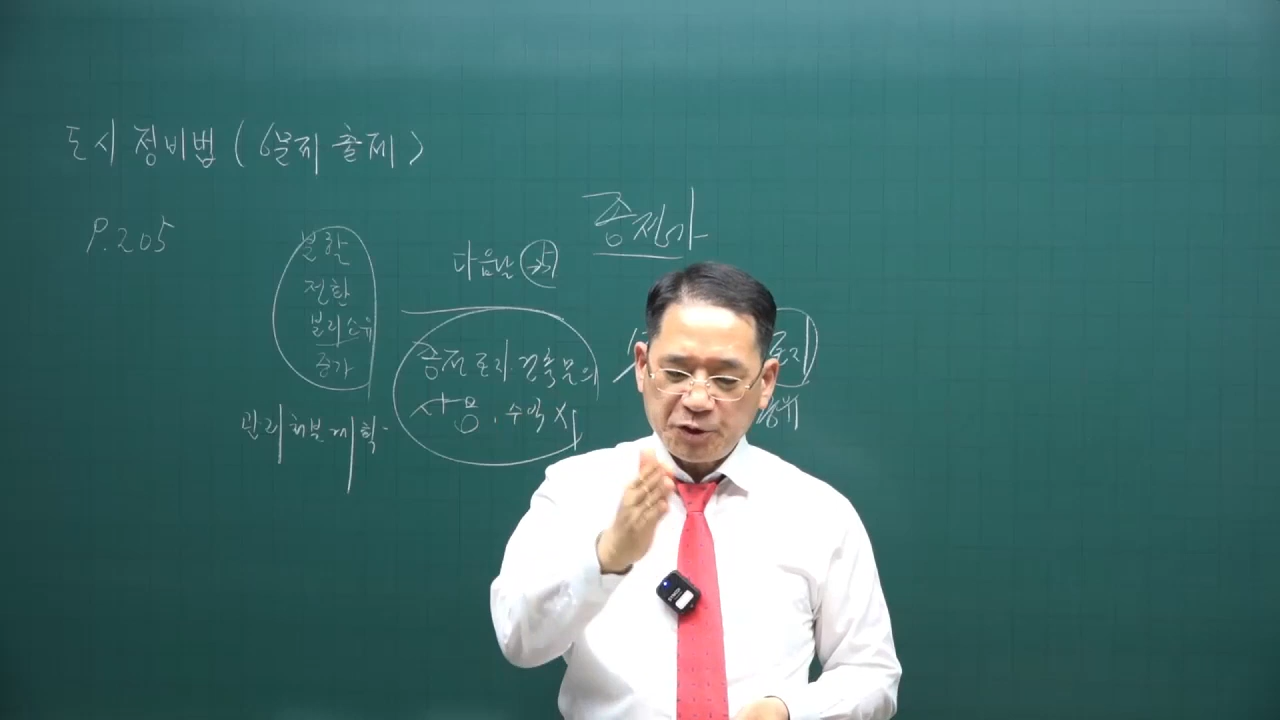 도시 정비법 (6문제 출제)
P.205
종전가
다음날
분할
전환
분리소유
증가
종전 토지 건축물의
사용, 수익 X
토지
관리처분계획